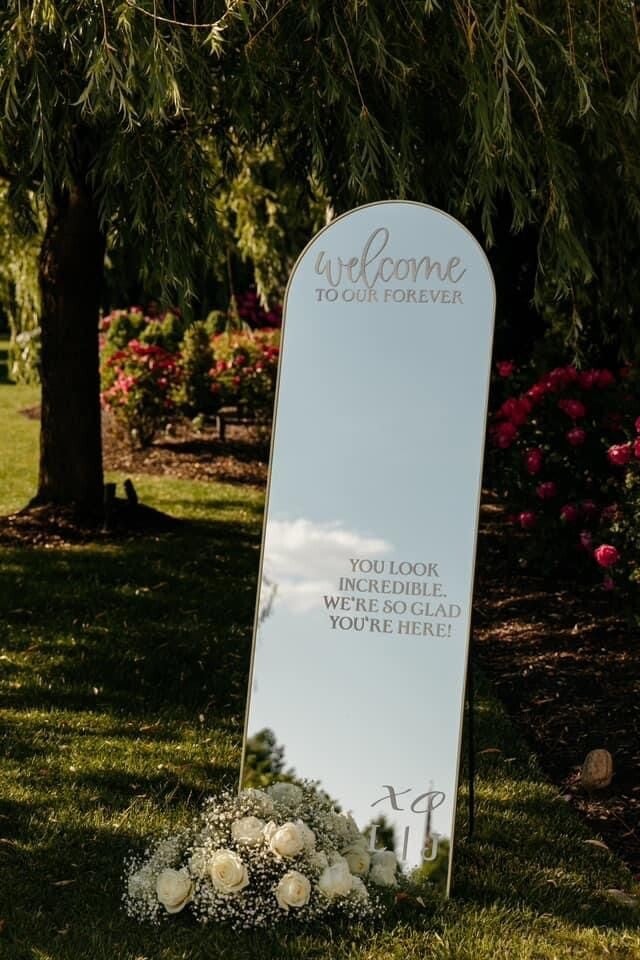 welcome
TO OUR FOREVER
YOU LOOK
INCREDIBLE.
WE'RE SO GLAD
YOU'RE HERE!
XO
L | J